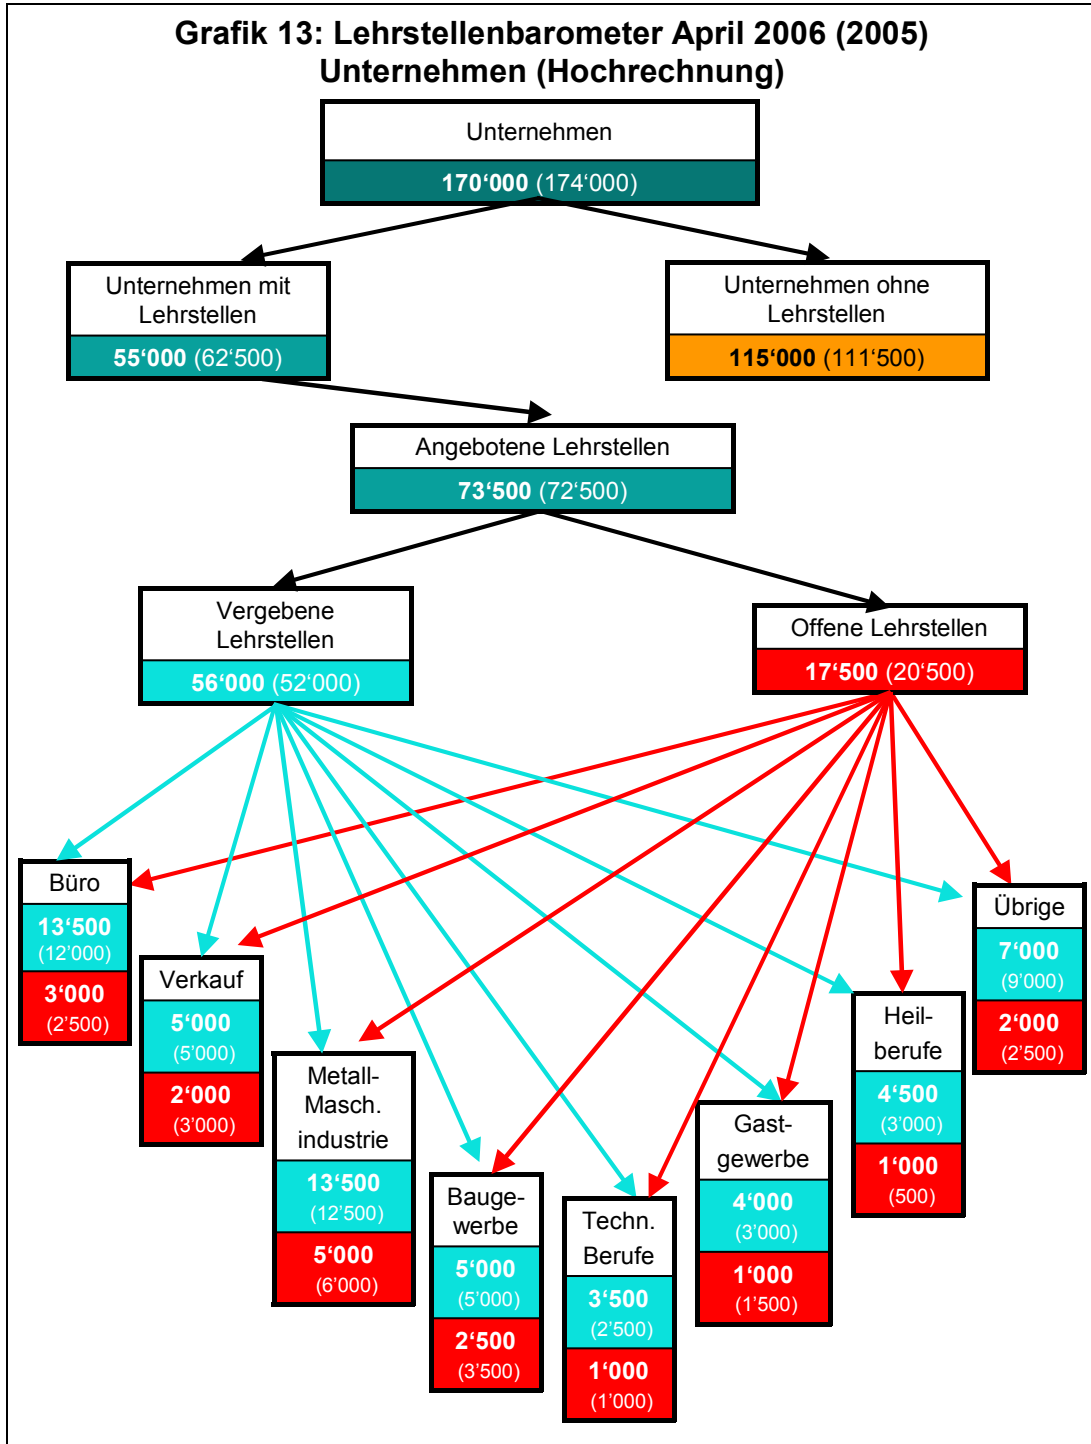 Grafik 13: Lehrstellenbarometer April 2006 (2005)
Unternehmen (Hochrechnung)
Unternehmen
170‘000 (174‘000)
Unternehmen mit
Lehrstellen
55‘000 (62‘500)
Unternehmen ohne
Lehrstellen
115‘000 (111‘500)
Angebotene Lehrstellen
73‘500 (72‘500)
Vergebene
Lehrstellen
56‘000 (52‘000)
Offene Lehrstellen
17‘500 (20‘500)
Büro
13‘500
(12’000)
3‘000
(2’500)
Verkauf
5‘000
(5’000)
2‘000
(3’000)
Metall-
Masch.
industrie
13‘500
(12’500)
5‘000
(6’000)
Bauge-
werbe
5‘000
(5’000)
2‘500
(3’500)
Techn.
Berufe
3‘500
(2’500)
1‘000
(1’000)
Gast-
gewerbe
4‘000
(3’000)
1‘000
(1’500)
Heil-
berufe
4‘500
(3’000)
1‘000
(500)
Übrige
7‘000
(9’000)
2‘000
(2’500)